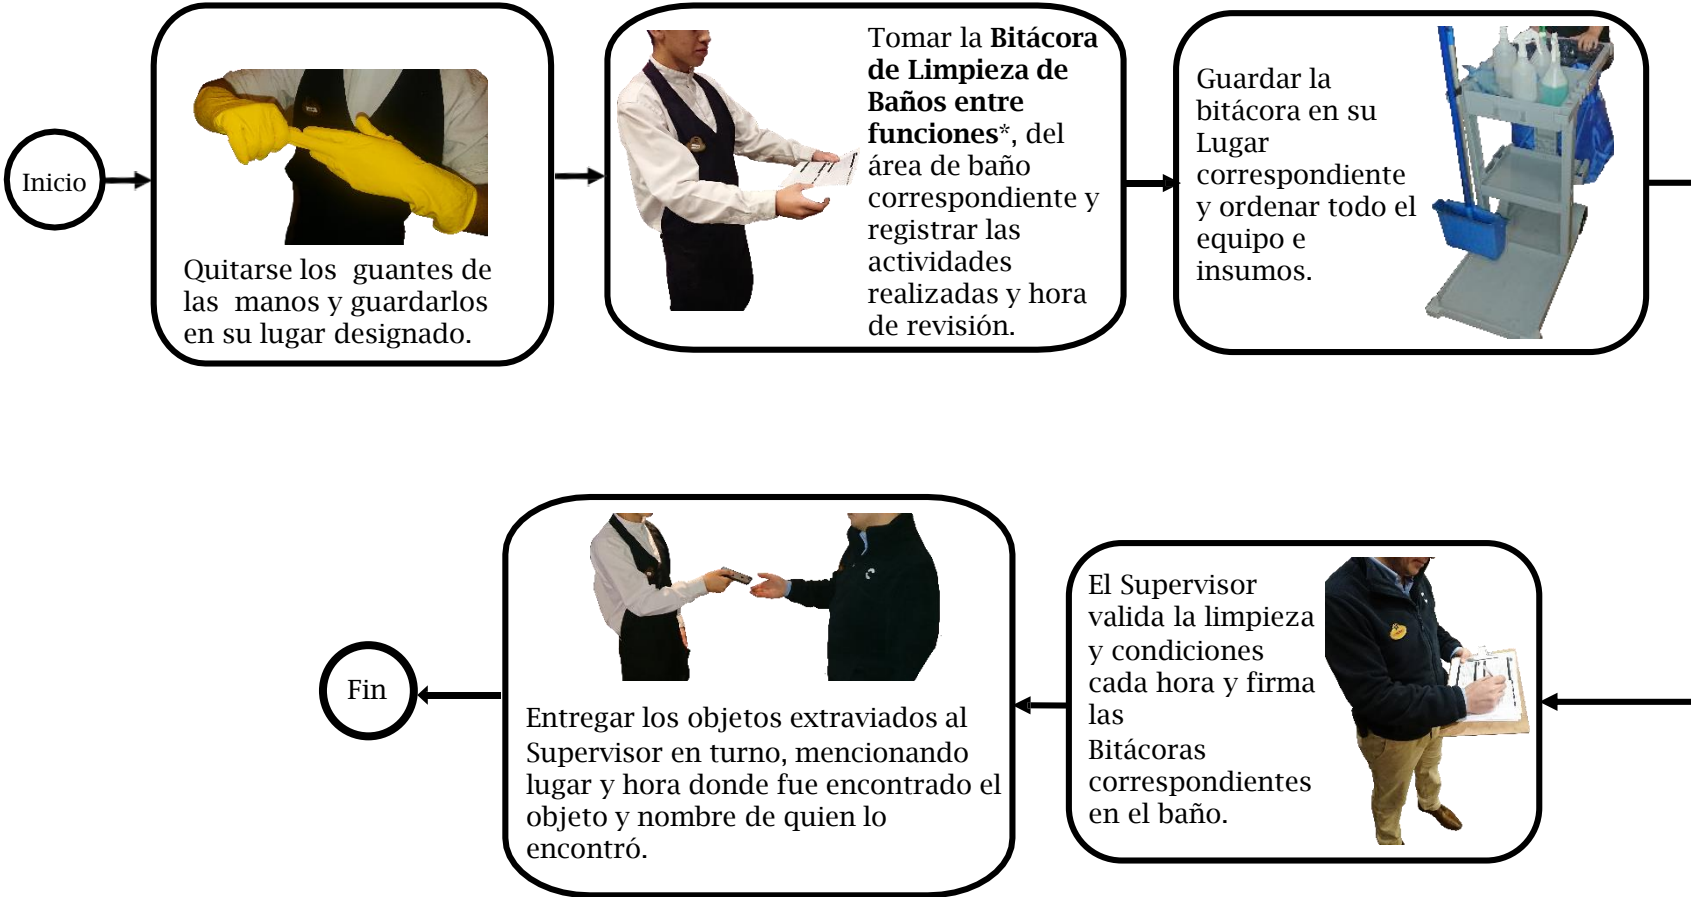 Inicio
Quitarse los guantes de
las manos y guardarlos
en su lugar designado.
Tomar la Bitácora
de Limpieza de
Baños entre
funciones*, del
área de baño
correspondiente y
registrar las
actividades
realizadas y hora
de revisión.
Guardar la
bitácora en su
Lugar
correspondiente
y ordenar todo el
equipo e
insumos.
El Supervisor
valida la limpieza
y condiciones
cada hora y firma
las
Bitácoras
correspondientes
en el baño.
Entregar los objetos extraviados al
Supervisor en turno, mencionando
lugar y hora donde fue encontrado el
objeto y nombre de quien lo
encontró.
Fin